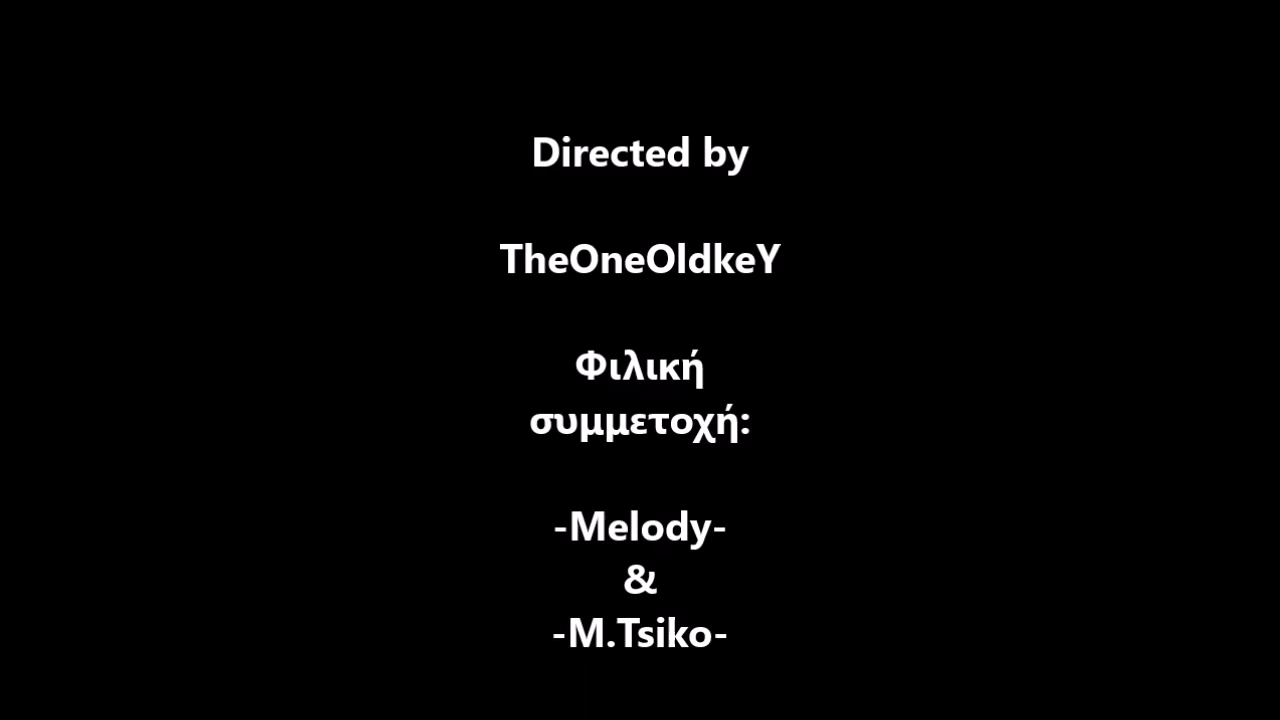 Directed by
TheOneOldkeY
Φιλική
συμμετοχή:
-Melody-
&
-M.Tsiko-